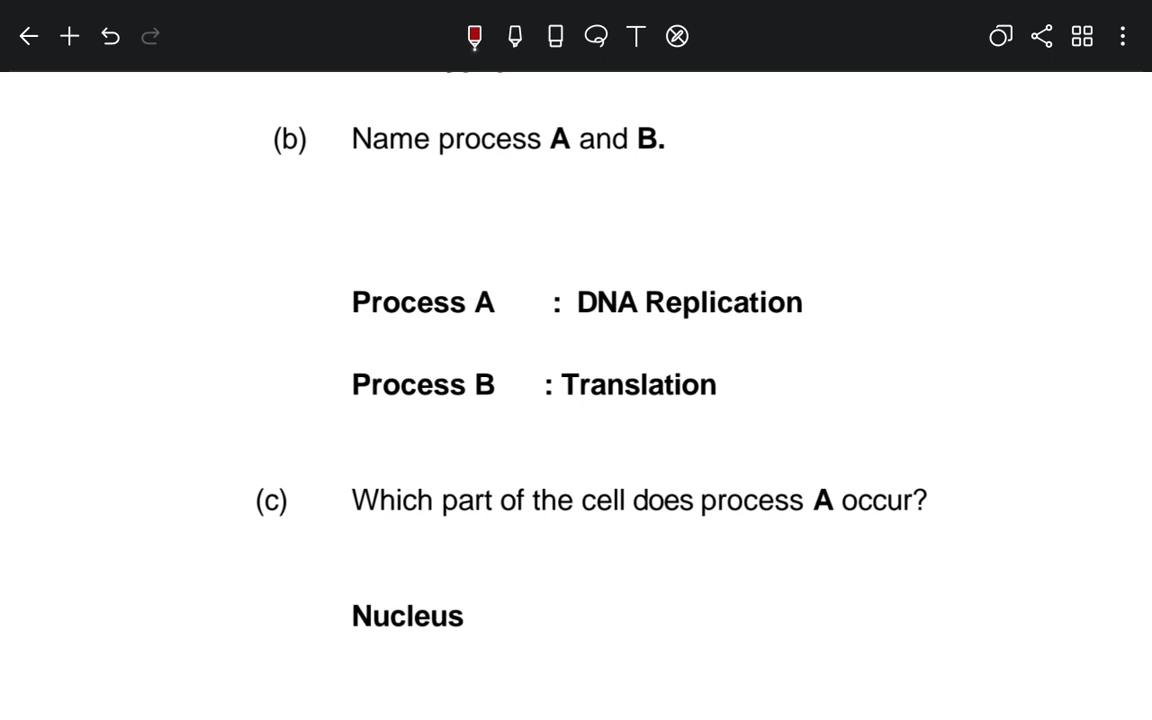 (b) Name process A and B.
Process A : DNA Replication
Process B : Translation
(c) Which part of the cell does process A occur?
Nucleus